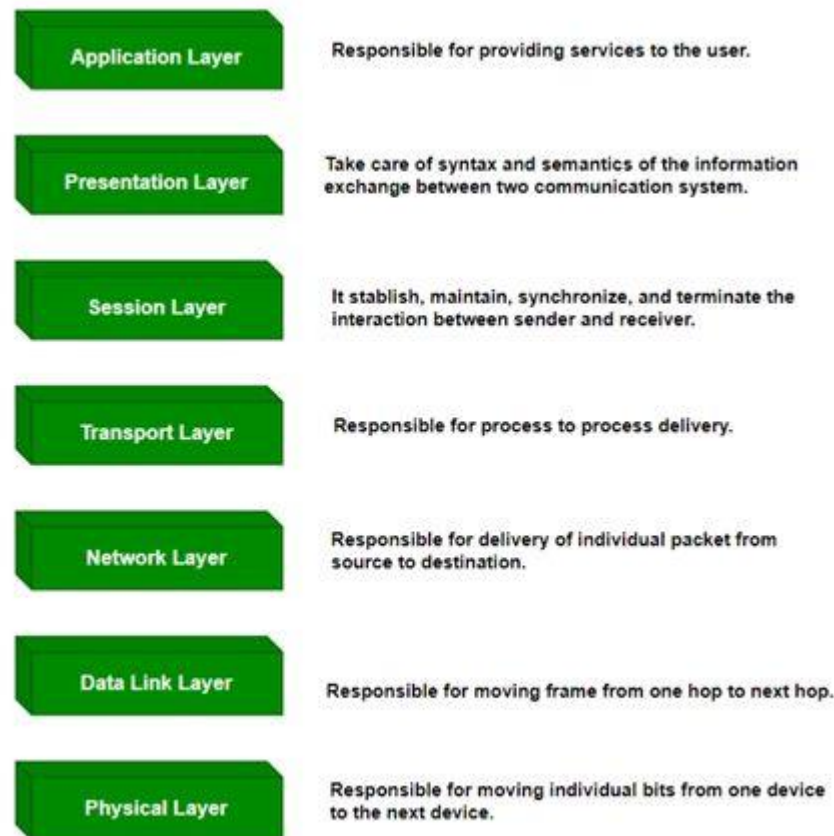 Application Layer
Responsible for providing services to the user.
Presentation Layer
Take care of syntax and semantics of the information
exchange between two communication system.
Session Layer
It stablish, maintain, synchronize, and terminate the
interaction between sender and receiver.
Transport Layer
Responsible for process to process delivery.
Network Layer
Responsible for delivery of individual packet from
source to destination.
Data Link Layer
Responsible for moving frame from one hop to next hop.
Physical Layer
Responsible for moving individual bits from one device
to the next device.